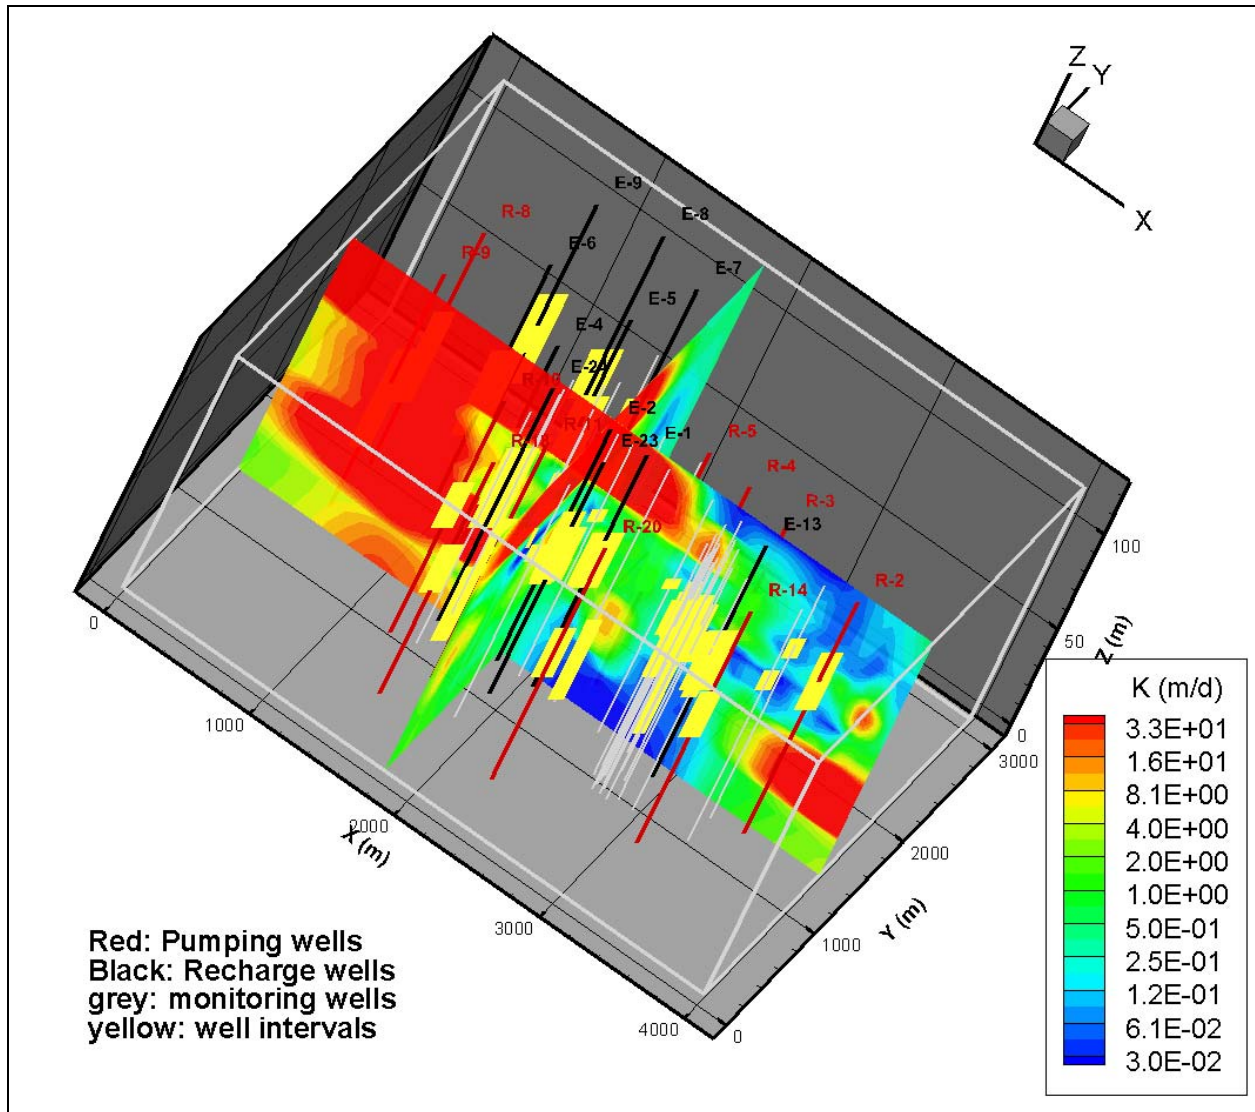 Z
Y
X
E-9
R-8
E-8
E-6
R-9
E-7
E-5
E-4
E-24
R-10
E-2
R-11
E-1
R-13
E-23
R-5
R-4
R-3
R-20
E-13
R-2
R-14
100
50
0
Z (m)
3000
2000
1000
0
Y (m)
0
1000
2000
3000
4000
X (m)
K (m/d)
3.3E+01
1.6E+01
8.1E+00
4.0E+00
2.0E+00
1.0E+00
5.0E-01
2.5E-01
1.2E-01
6.1E-02
3.0E-02
Red: Pumping wells
Black: Recharge wells
grey: monitoring wells
yellow: well intervals